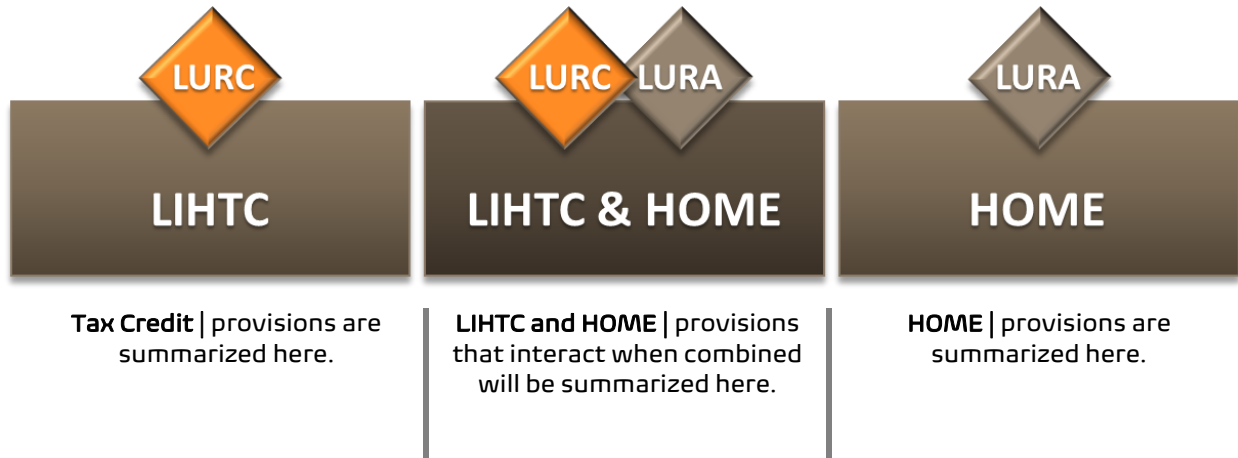 LURC
LIHTC
Tax Credit | provisions are
summarized here.
LURC LURA
LIHTC & HOME
LIHTC and HOME | provisions
that interact when combined
will be summarized here.
LURA
HOME
HOME | provisions are
summarized here.